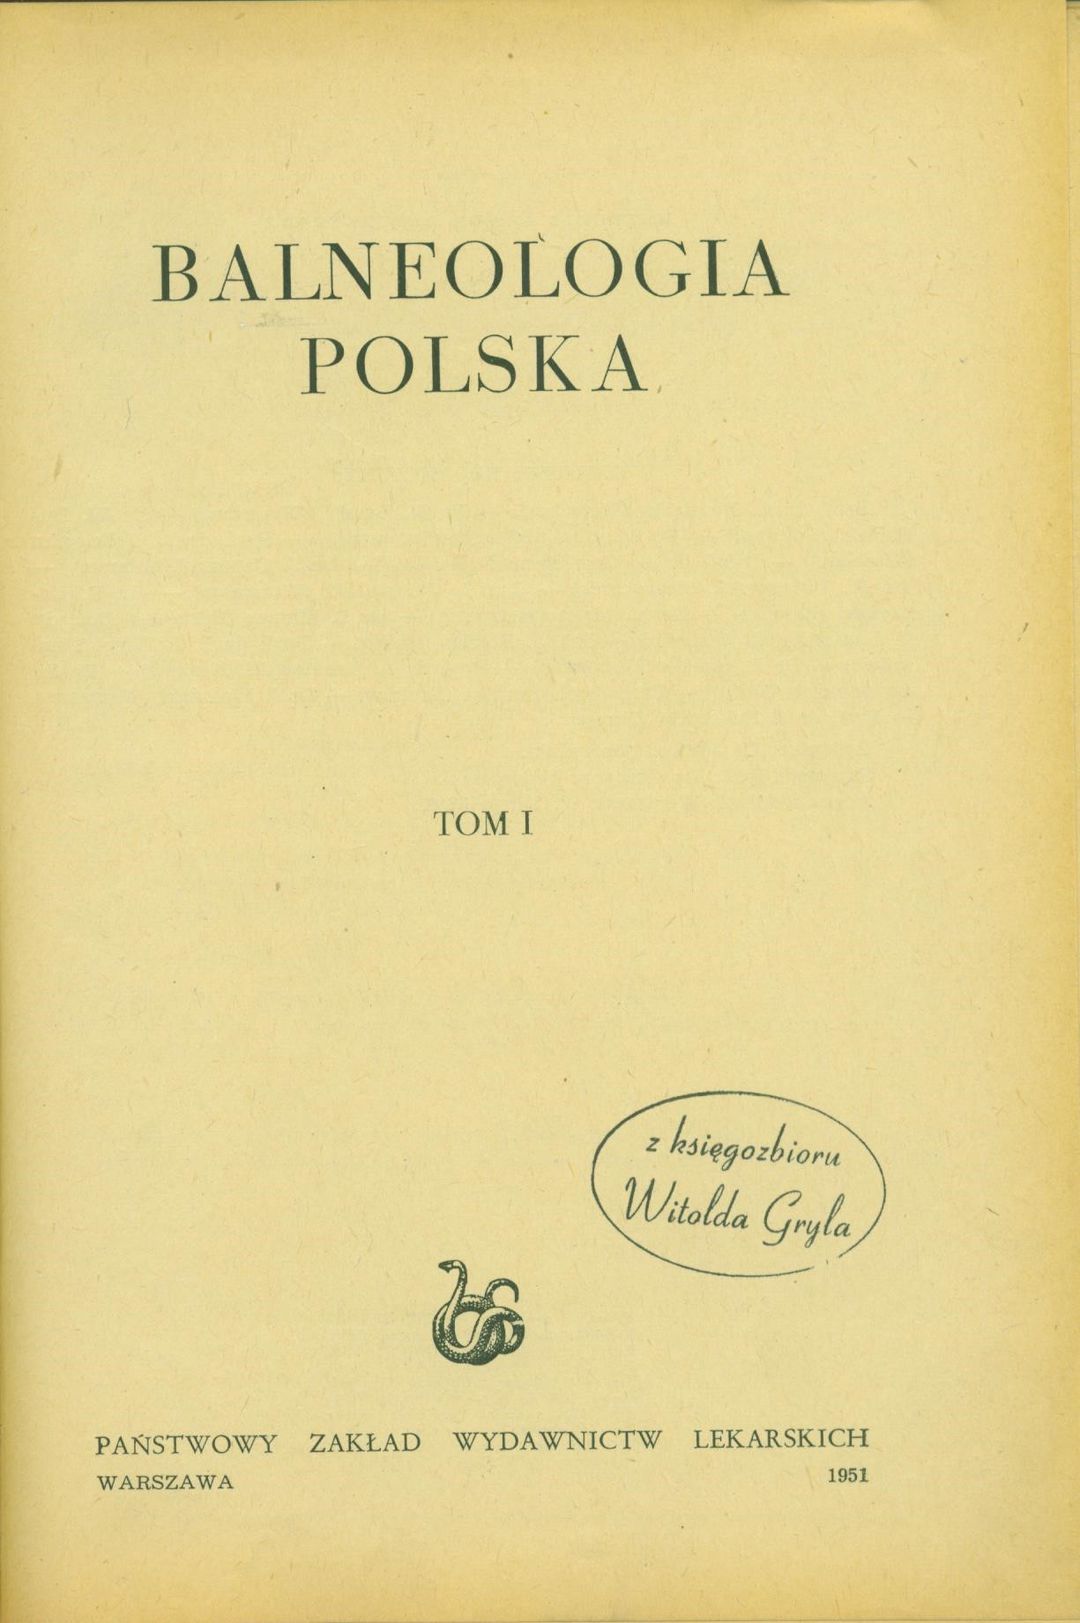 BALNEOLOGIA
POLSKA
TOM I
z księgozbioru
Witolda Gryla
PAŃSTWOWY ZAKŁAD WYDAWNICTW LEKARSKICH
WARSZAWA 1951